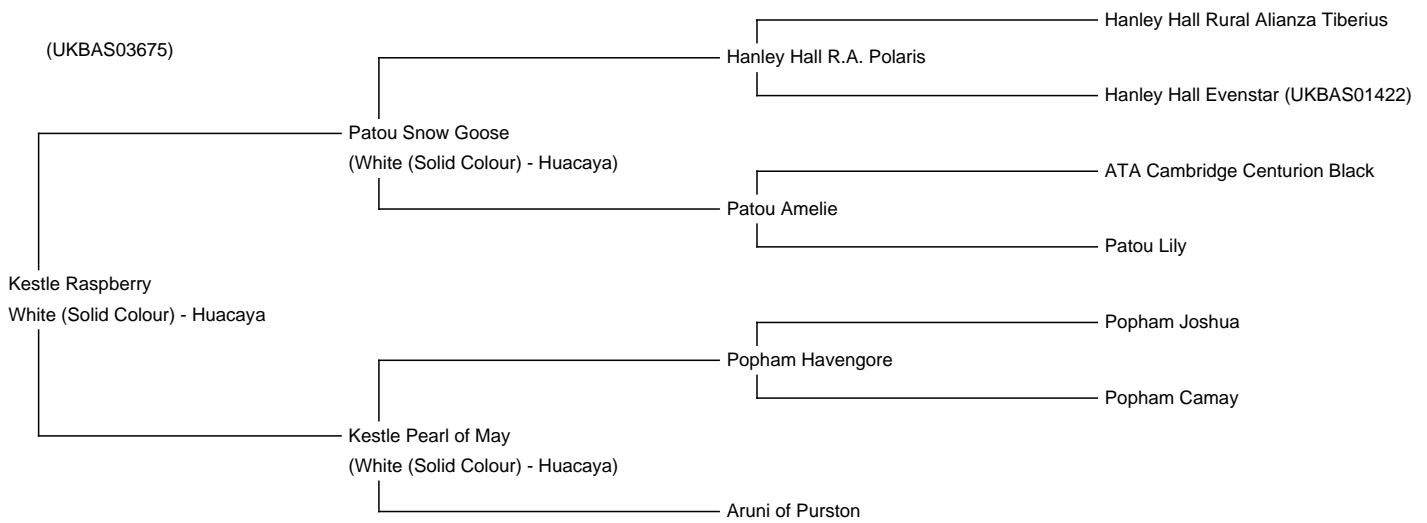 Hanley Hall Rural Alianza Tiberius
(UKBAS03675)
Hanley Hall R.A. Polaris
Hanley Hall Evenstar (UKBAS01422)
Patou Snow Goose
(White (Solid Colour) - Huacaya)
ATA Cambridge Centurion Black
Patou Amelie
Patou Lily
Kestle Raspberry
White (Solid Colour) - Huacaya
Popham Joshua
Popham Havengore
Popham Camay
Kestle Pearl of May
(White (Solid Colour) - Huacaya)
Aruni of Purston